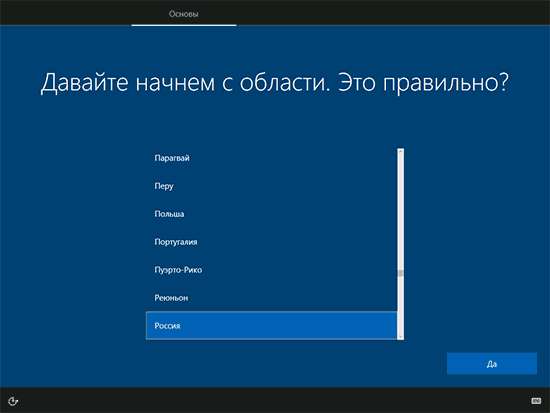 Основы
Давайте начнем с области. Это правильно?
Парагвай
Перу
Польша
Португалия
Пуэрто-Рико
Реюньон
Россия
Да